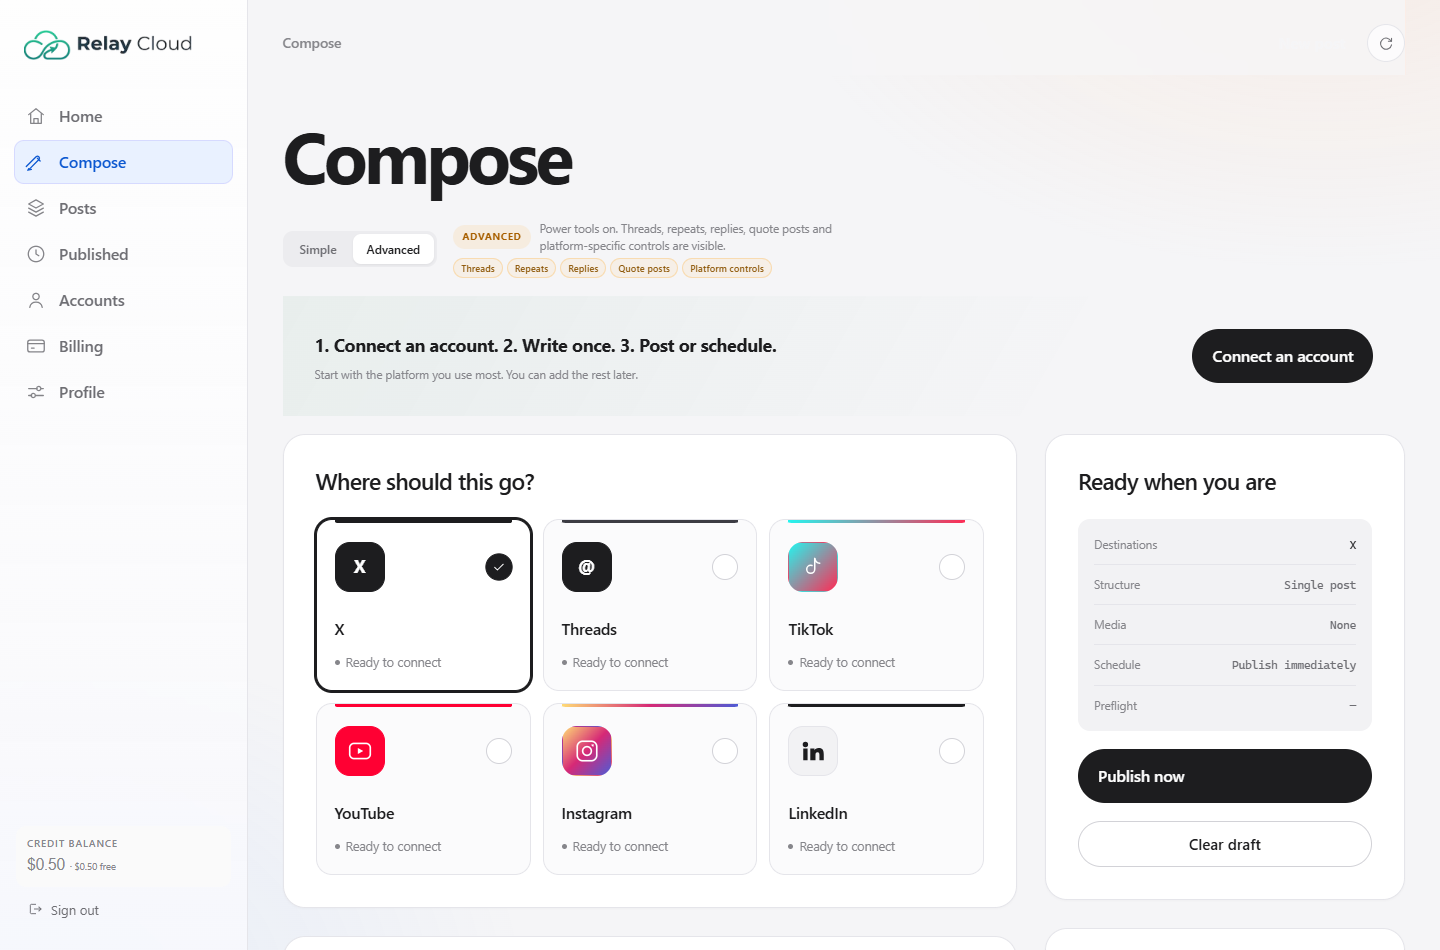 Relay Cloud
Home
Compose
Posts
Published
Accounts
Billing
Profile
CREDIT BALANCE
$0.50 · $0.50 free
Sign out
Compose
Compose
Simple
Advanced
ADVANCED
Power tools on. Threads, repeats, replies, quote posts and
platform-specific controls are visible.
Threads
Repeats
Replies
Quote posts
Platform controls
1. Connect an account. 2. Write once. 3. Post or schedule.
Start with the platform you use most. You can add the rest later.
Connect an account
Where should this go?
X
X
Ready to connect
@
Threads
Ready to connect
TikTok
Ready to connect
YouTube
Ready to connect
Instagram
Ready to connect
in
LinkedIn
Ready to connect
Ready when you are
Destinations X
Structure Single post
Media None
Schedule Publish immediately
Preflight —
Publish now
Clear draft